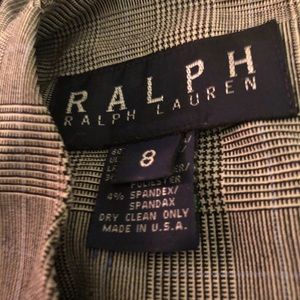 RALPH
RALPH LAUREN
8
4% SPANDEX/
SPANDAX
DRY CLEAN ONLY
MADE IN U.S.A.